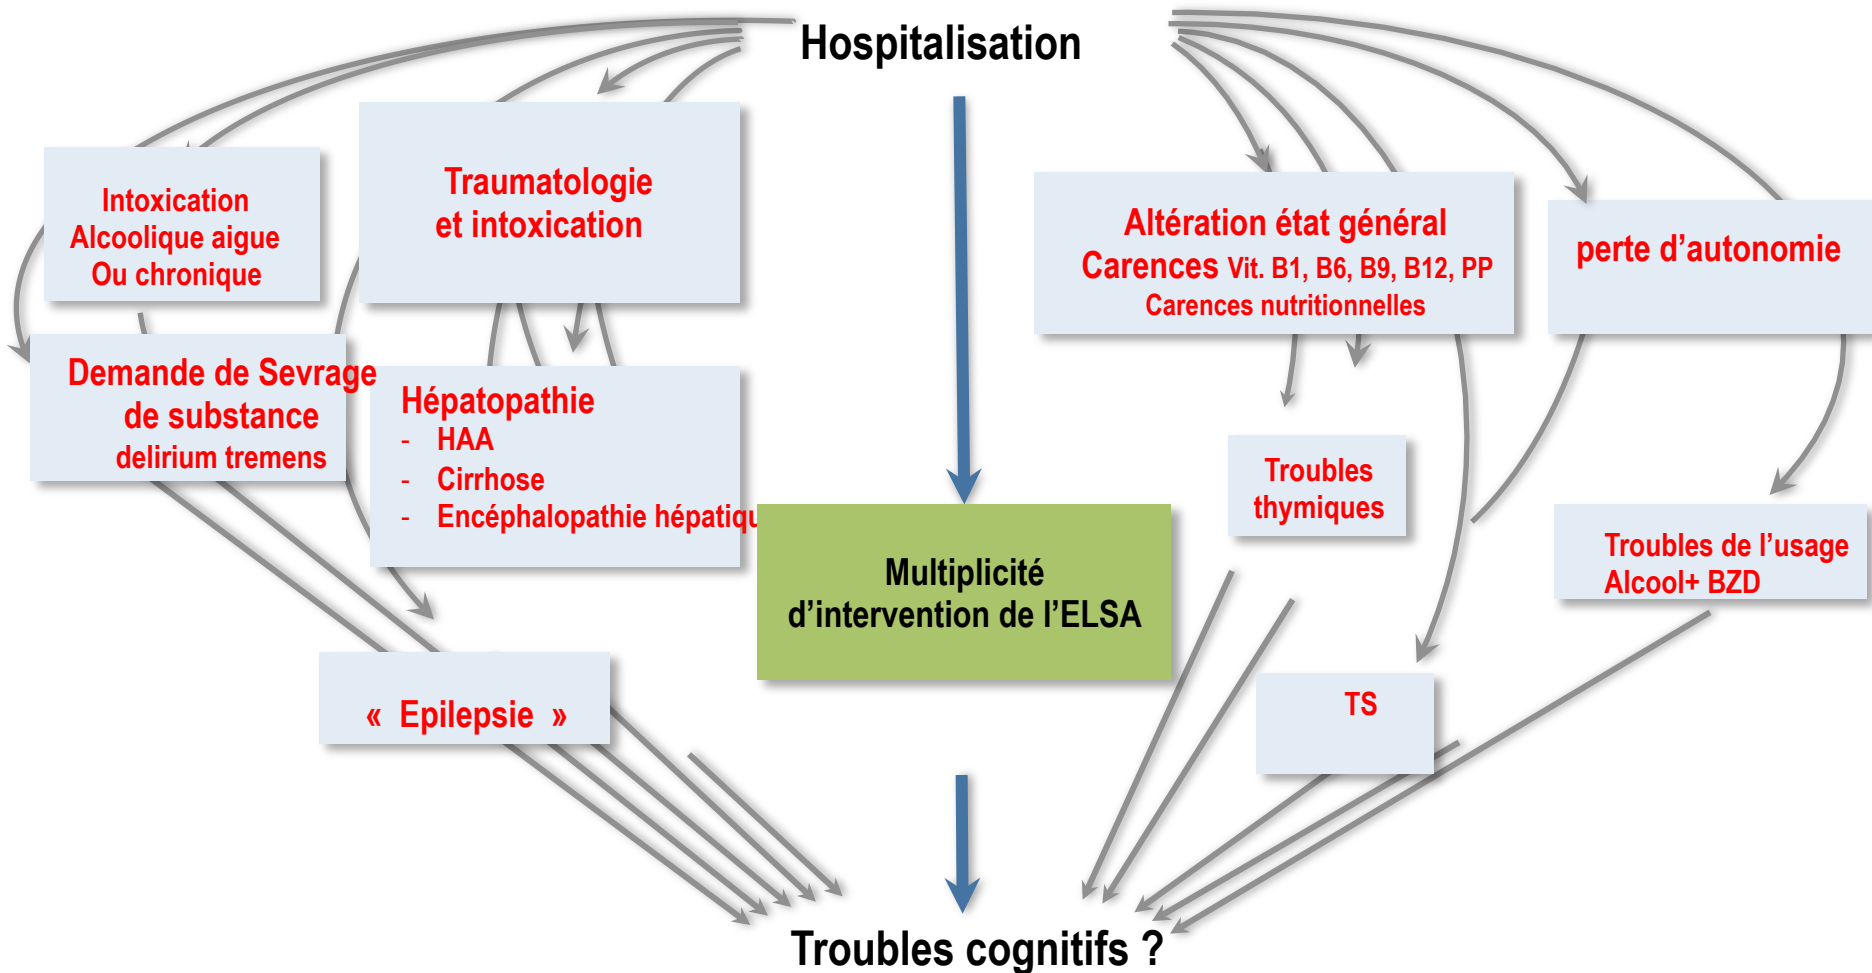 Hospitalisation
Intoxication
Alcoolique aigue
Ou chronique
Traumatologie
et intoxication
Altération état général
Carences Vit. B1, B6, B9, B12, PP
Carences nutritionnelles
perte d’autonomie
Demande de Sevrage
de substance
delirium tremens
Hépatopathie
- HAA
- Cirrhose
- Encéphalopathie hépatiqu
Troubles
thymiques
Troubles de l’usage
Alcool+ BZD
Multiplicité
d’intervention de l’ELSA
« Epilepsie »
TS
Troubles cognitifs ?